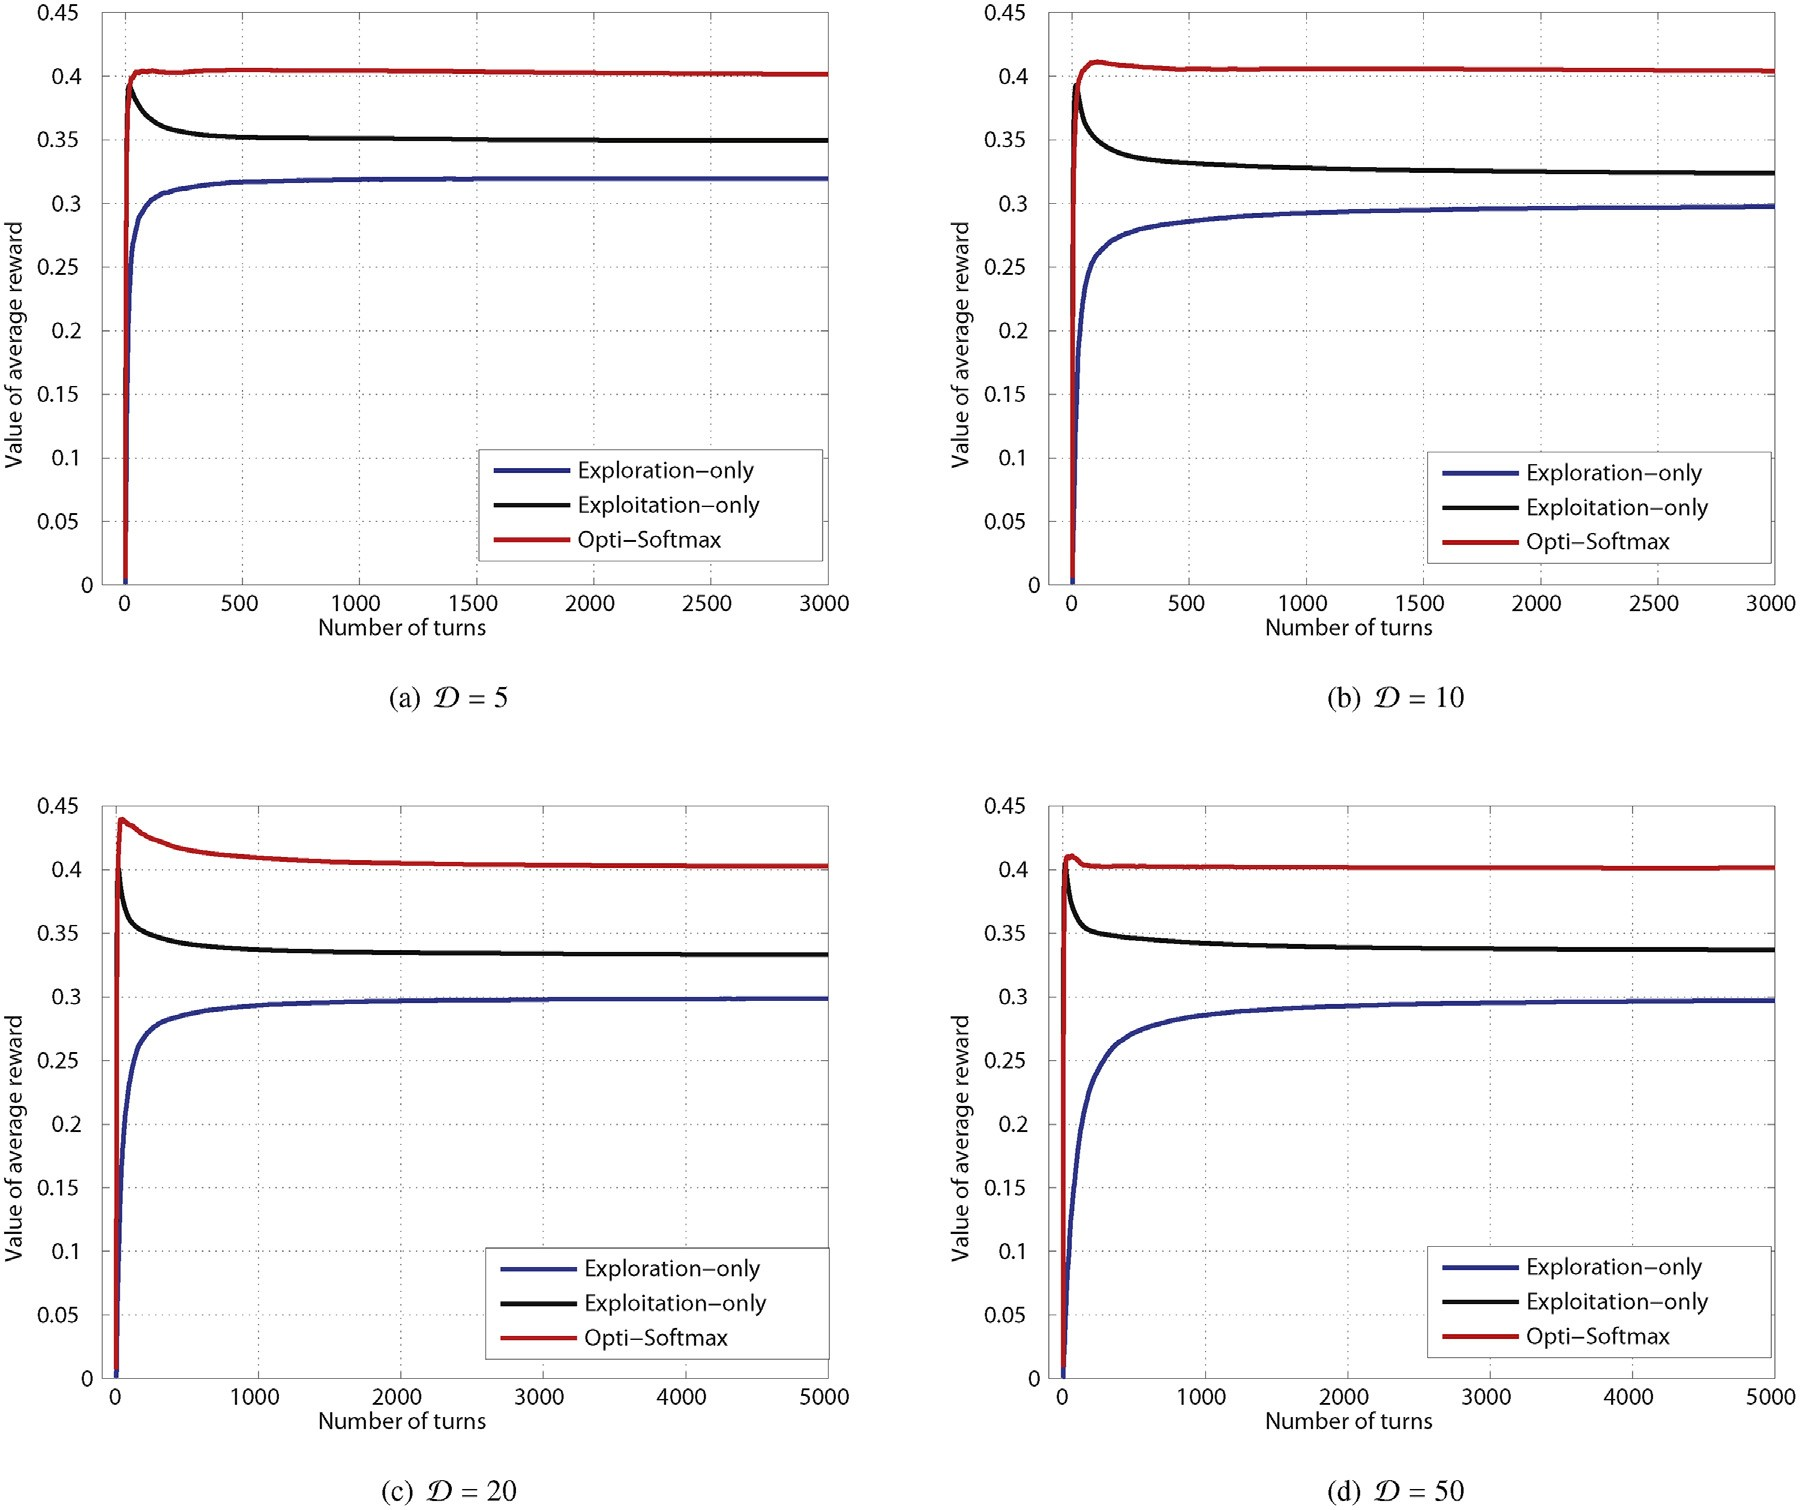 0.45
0.4
0.35
0.3
0.25
0.2
0.15
0.1
0.05
0
Value of average reward
Exploration−only
Exploitation−only
Opti−Softmax
0 500 1000 1500 2000 2500 3000
Number of turns
(a) 𝒟 = 5
0.45
0.4
0.35
0.3
0.25
0.2
0.15
0.1
0.05
0
Value of average reward
Exploration−only
Exploitation−only
Opti−Softmax
0 500 1000 1500 2000 2500 3000
Number of turns
(b) 𝒟 = 10
0.45
0.4
0.35
0.3
0.25
0.2
0.15
0.1
0.05
0
Value of average reward
Exploration−only
Exploitation−only
Opti−Softmax
0 1000 2000 3000 4000 5000
Number of turns
(c) 𝒟 = 20
0.45
0.4
0.35
0.3
0.25
0.2
0.15
0.1
0.05
0
Value of average reward
Exploration−only
Exploitation−only
Opti−Softmax
0 1000 2000 3000 4000 5000
Number of turns
(d) 𝒟 = 50